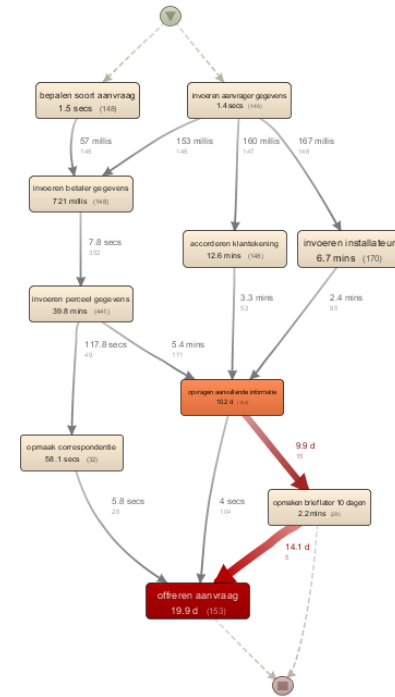 bepalen soort aanvraag
1.5 secs (148)
invoeren aanvrager gegevens
1.4 secs (148)
57 millis
148
153 millis
148
160 millis
147
167 millis
148
invoeren betaler gegevens
721 millis (148)
accorderen klantekening
12.6 mins (148)
invoeren installateur
6.7 mins (170)
7.8 secs
352
3.3 mins
52
2.4 mins
85
invoeren perceel gegevens
39.8 mins (441)
117.8 secs
49
5.4 mins
171
opvragen aanvullende informatie
10.2 d
opmaak correspondentie
58.1 secs (32)
9.9 d
15
5.8 secs
26
4 secs
104
opmaken brief later 10 dagen
2.2 mins (26)
14.1 d
5
offreren aanvraag
19.9 d (153)